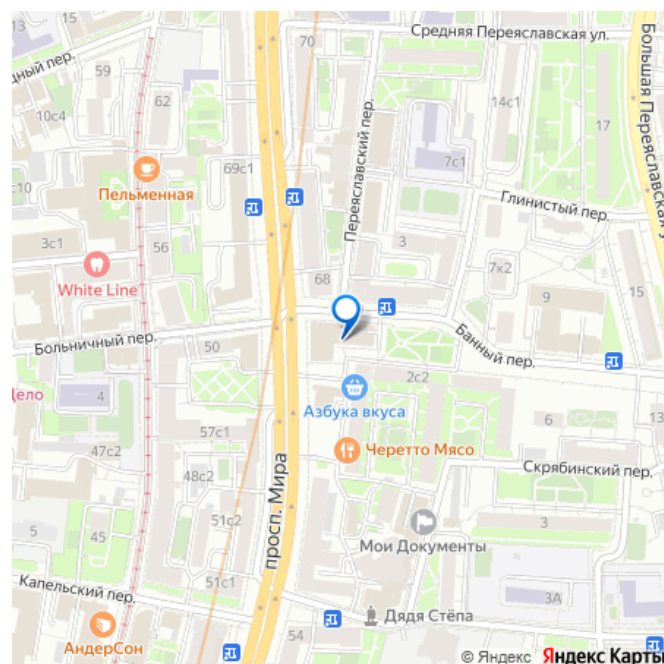 13
15
70
Средняя Переяславская ул.
Большая Переяславская у
дный пер.
59
62
10с4
14с1
17
Переяславский пер.
69с1
7с1
Пельменная
с10
Глинистый пер.
3с1
56
3
White Line
68
7к2
9
15
Больничный пер.
50
Банный пер.
Дело
4
2с2
Азбука вкуса
57с1
6
13
47с2
Черетто Мясо
48с2
Скрябинский пер.
просп. Мира
5
45
51с2
3
Мои Документы
51с1
Капельский пер.
3А
Дядя Стёпа
АндерСон
54
© Яндекс Яндекс Карты